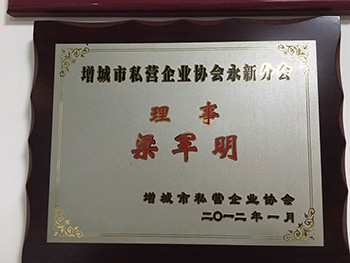 增城市私营企业协会永新分会
理事
梁军明
增城市私营企业协会
二〇一二年一月